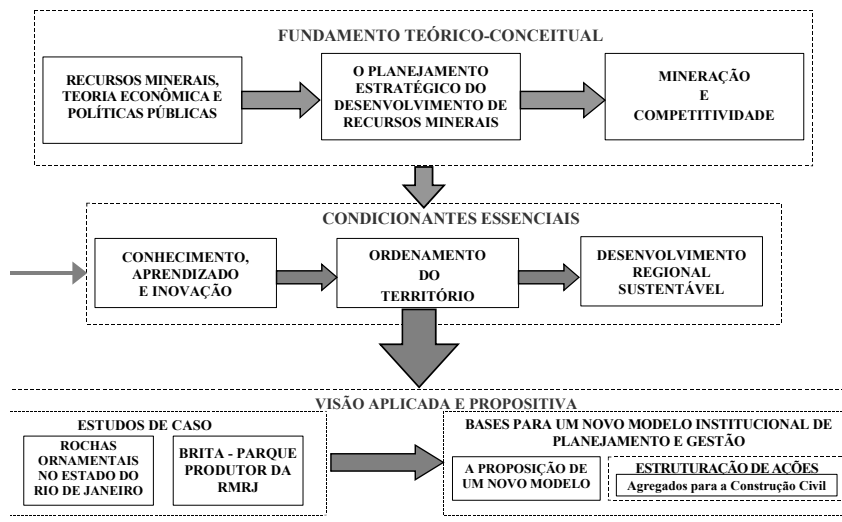 FUNDAMENTO TEÓRICO-CONCEITUAL
RECURSOS MINERAIS,
TEORIA ECONÔMICA E
POLÍTICAS PÚBLICAS
O PLANEJAMENTO
ESTRATÉGICO DO
DESENVOLVIMENTO DE
RECURSOS MINERAIS
MINERAÇÃO
E
COMPETITIVIDADE
CONDICIONANTES ESSENCIAIS
CONHECIMENTO,
APRENDIZADO
E INOVAÇÃO
ORDENAMENTO
DO
TERRITÓRIO
DESENVOLVIMENTO
REGIONAL
SUSTENTÁVEL
VISÃO APLICADA E PROPOSITIVA
ESTUDOS DE CASO
ROCHAS
ORNAMENTAIS
NO ESTADO DO
RIO DE JANEIRO
BRITA - PARQUE
PRODUTOR DA
RMRJ
BASES PARA UM NOVO MODELO INSTITUCIONAL DE
PLANEJAMENTO E GESTÃO
A PROPOSIÇÃO DE
UM NOVO MODELO
ESTRUTURAÇÃO DE AÇÕES
Agregados para a Construção Civil